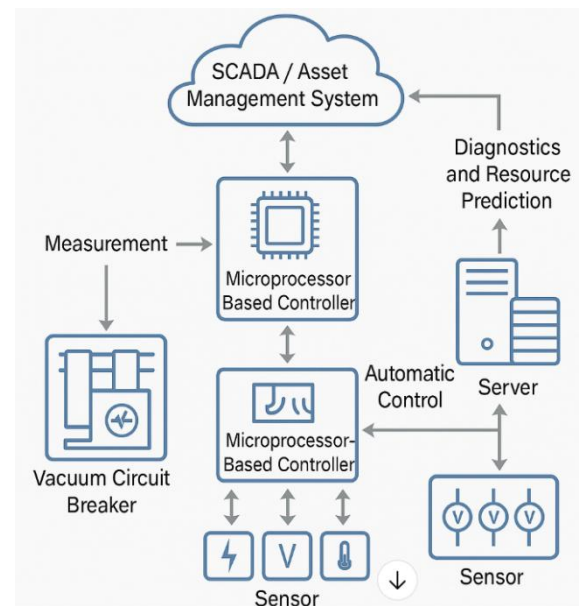 SCADA / Asset
Management System
Diagnostics
and Resource
Prediction
Measurement
Microprocessor
Based Controller
Automatic
Control
Server
Microprocessor-
Based Controller
Vacuum Circuit
Breaker
V
V V V
Sensor
Sensor